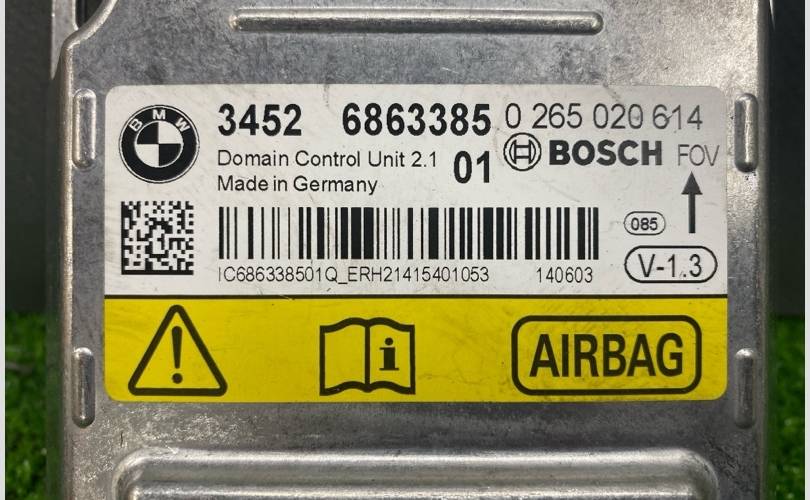 BMW
3452 6863385 0 265 020 614
Domain Control Unit 2.1 01 BOSCH FOV
Made in Germany
085
IC686338501Q_ERH21415401053 140603
V-1.3
i
AIRBAG